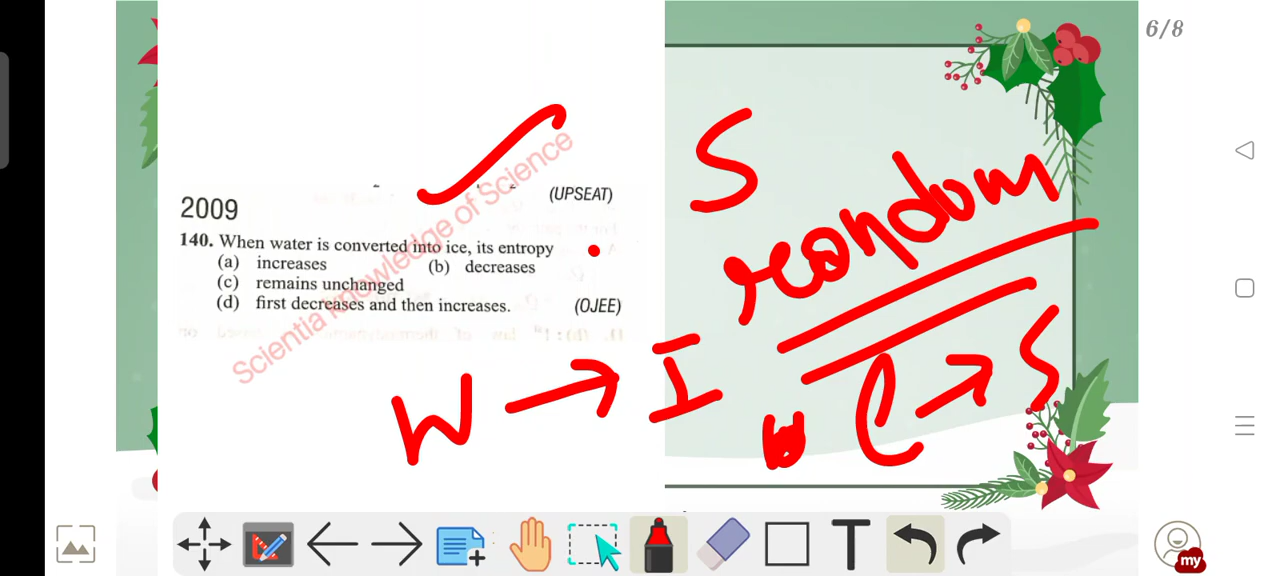 6/8
(UPSEAT)
2009
140. When water is converted into ice, its entropy
(a) increases (b) decreases
(c) remains unchanged
(d) first decreases and then increases. (OJEE)
Scientia knowledge of Science
S
random
W → I
L → S
T
my